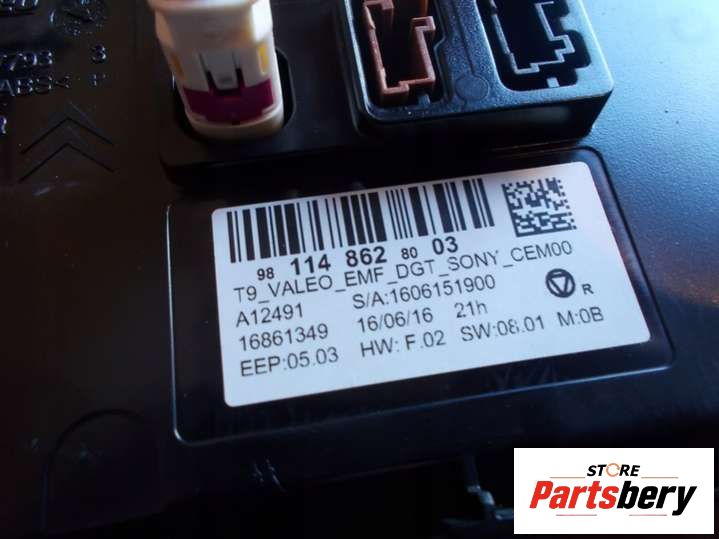 98 114 862 80 03
T9_VALEO_EMF_DGT_SONY_CEM00
A12491 S/A:1606151900
16861349 16/06/16 21h
EEP:05.03 HW: F.02 SW:08.01 M:0B
R
STORE
Partsbery